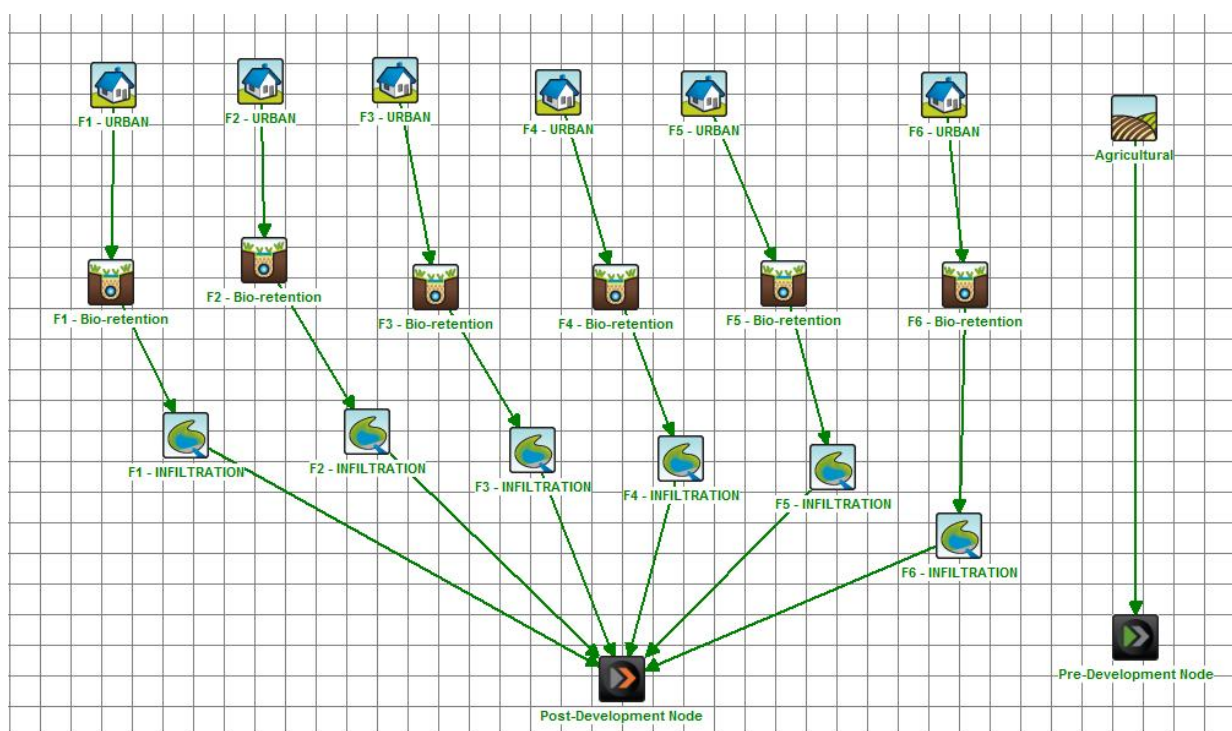 F1 - URBAN
F2 - URBAN
F3 - URBAN
F4 - URBAN
F5 - URBAN
F6 - URBAN
Agricultural
F1 - Bio-retention
F2 - Bio-retention
F3 - Bio-retention
F4 - Bio-retention
F5 - Bio-retention
F6 - Bio-retention
F1 - INFILTRATION
F2 - INFILTRATION
F3 - INFILTRATION
F4 - INFILTRATION
F5 - INFILTRATION
F6 - INFILTRATION
Pre-Development Node
Post-Development Node